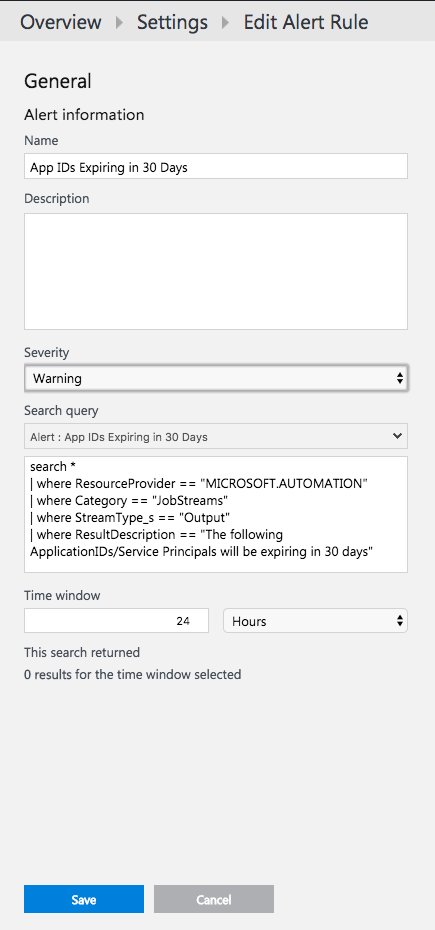 Overview Settings Edit Alert Rule
General
Alert information
Name
App IDs Expiring in 30 Days
Description
Severity
Warning
Search query
Alert : App IDs Expiring in 30 Days
search *
| where ResourceProvider == "MICROSOFT.AUTOMATION"
| where Category == "JobStreams"
| where StreamType_s == "Output"
| where ResultDescription == "The following
ApplicationIDs/Service Principals will be expiring in 30 days"
Time window
24 Hours
This search returned
0 results for the time window selected
Save Cancel